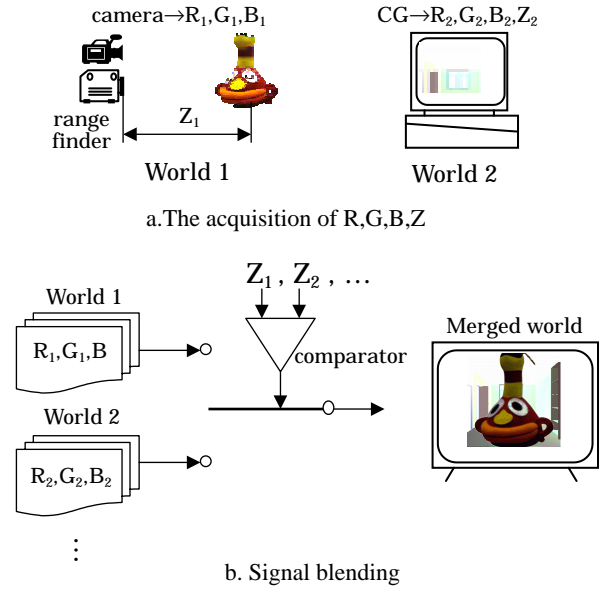 camera→R₁,G₁,B₁
CG→R₂,G₂,B₂,Z₂
range
finder
Z₁
World 1
World 2
a.The acquisition of R,G,B,Z
Z₁ , Z₂ , ...
World 1
R₁,G₁,B
comparator
Merged world
World 2
R₂,G₂,B₂
⋮
b. Signal blending